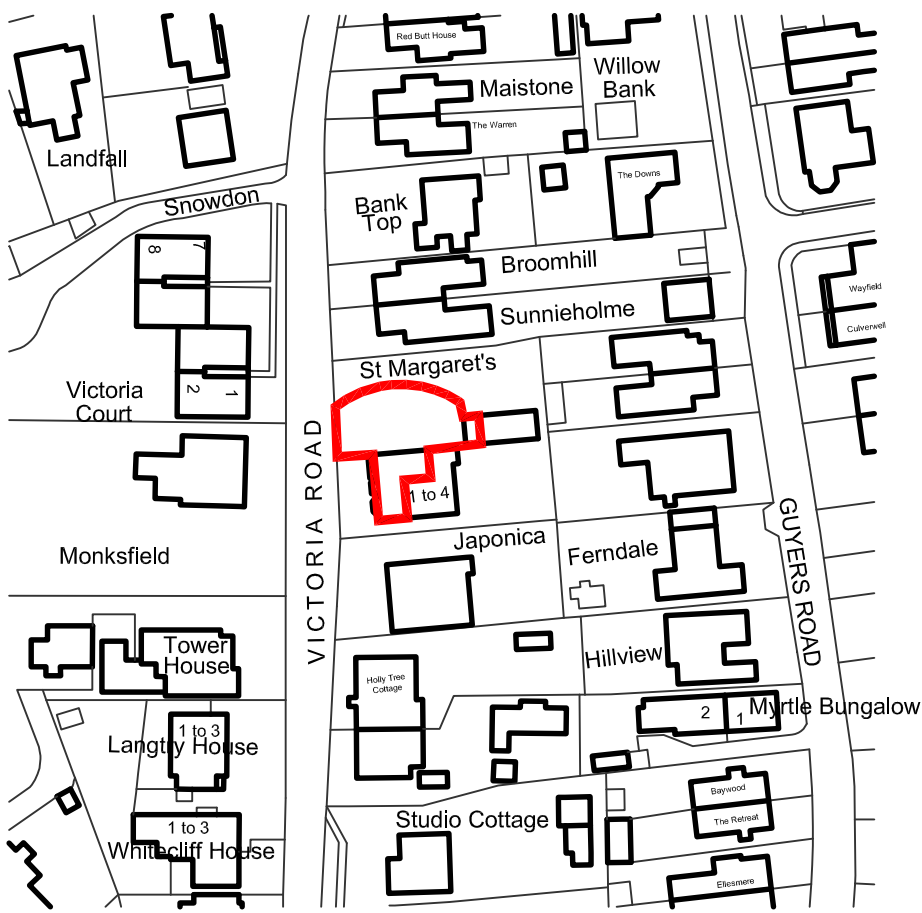 Red Butt House
Maistone
Willow
Bank
The Warren
Landfall
Snowdon
The Downs
Bank
Top
8
7
Broomhill
Sunnieholme
Wayfield
Culverwell
St Margaret's
Victoria
Court
2
1
VICTORIA ROAD
1 to 4
Monksfield
Japonica
Ferndale
GUYERS ROAD
Tower
House
Hillview
Holly Tree
Cottage
2
1
Myrtle Bungalow
1 to 3
Langtry House
Baywood
The Retreat
Studio Cottage
1 to 3
Whitecliff House
Ellesmere